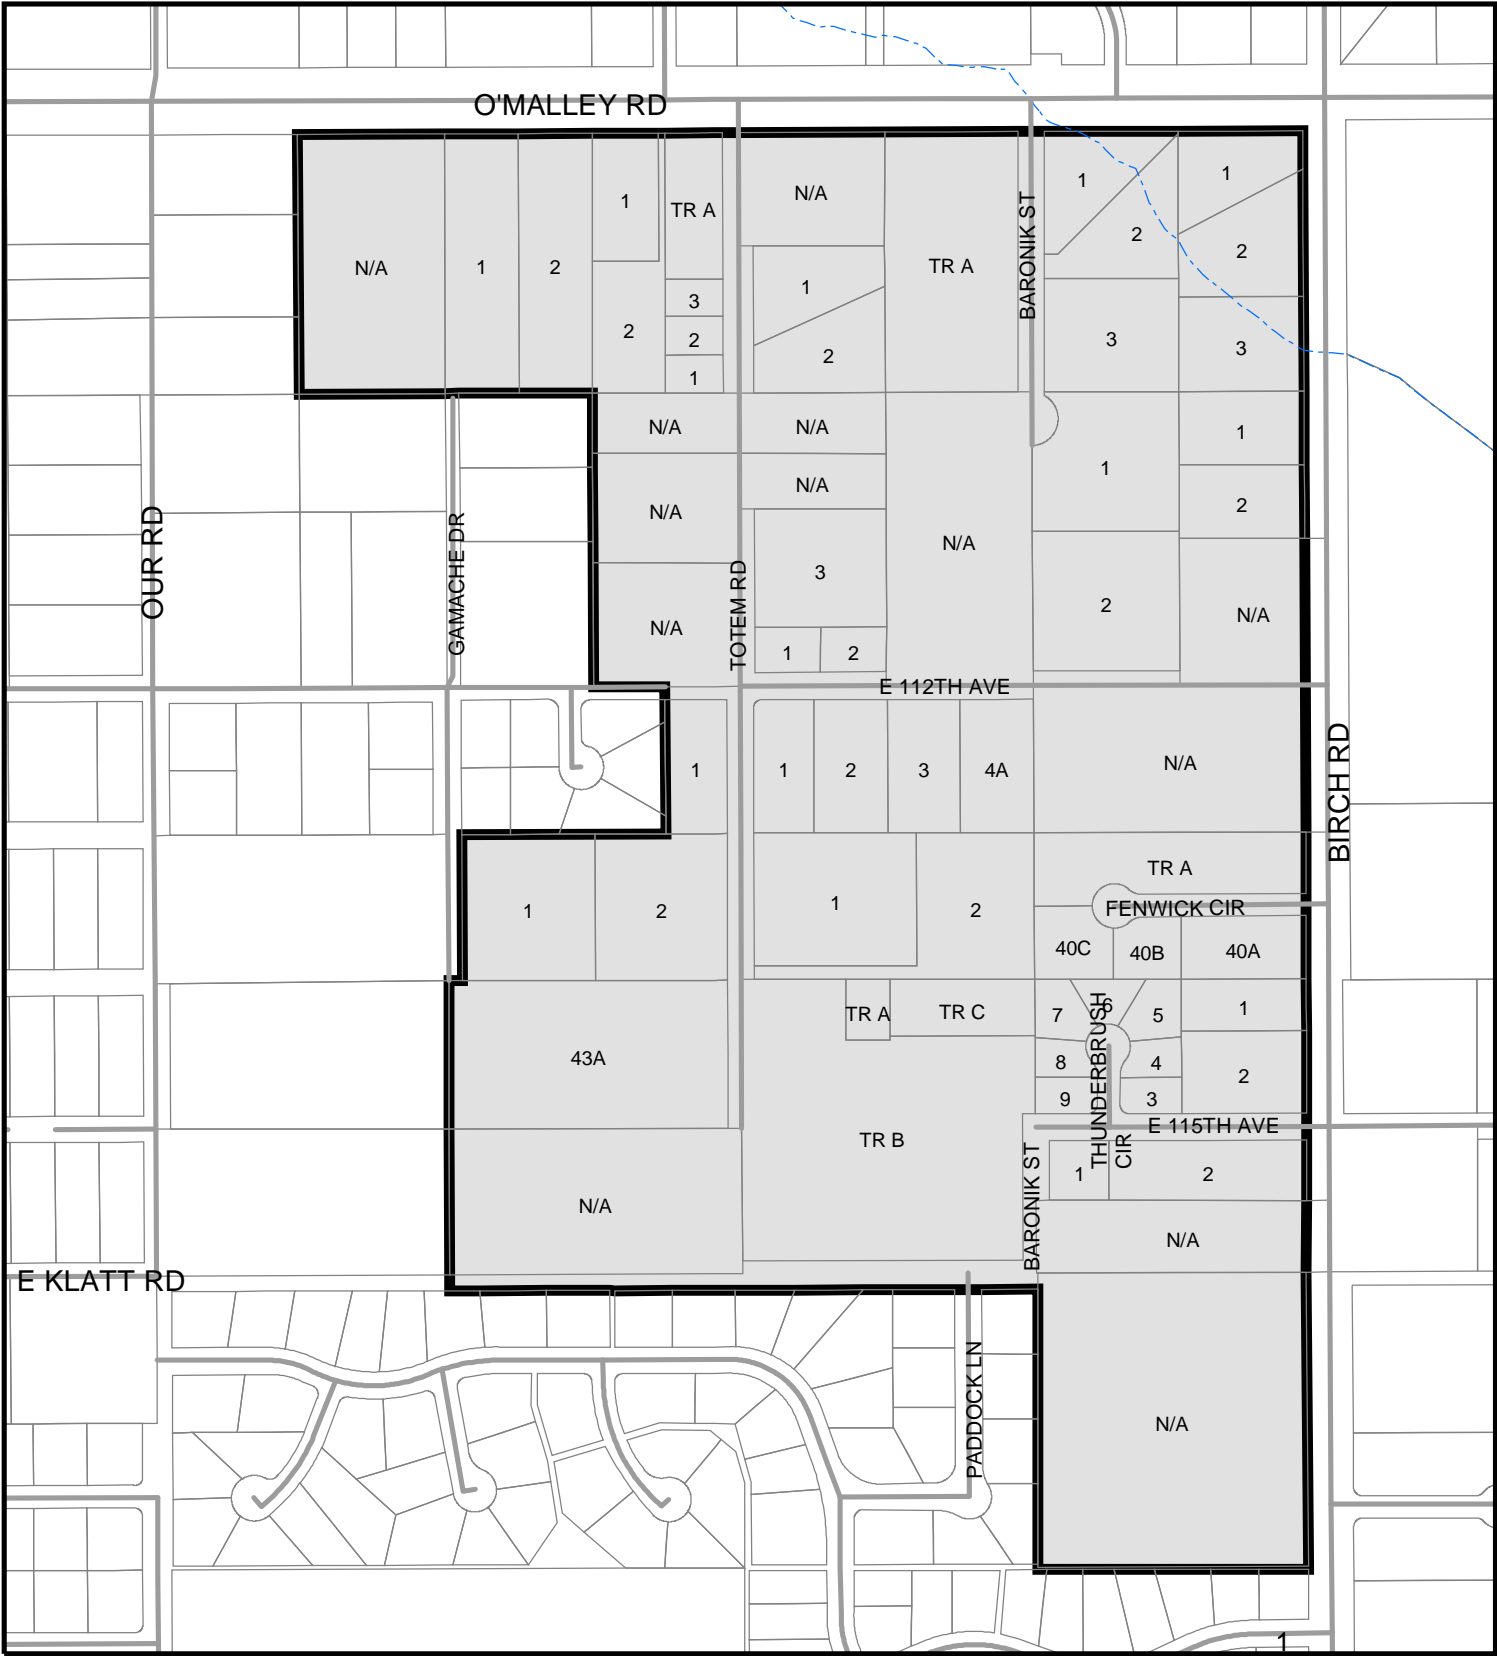 O'MALLEY RD
1
1
N/A
TR A
1
BARONIK ST
2
2
N/A
1
2
TR A
1
3
2
2
3
3
2
1
N/A
N/A
1
1
N/A
2
N/A
OUR RD
GAMACHE DR
N/A
3
TOTEM RD
2
N/A
N/A
1
2
E 112TH AVE
BIRCH RD
N/A
1
1
2
3
4A
TR A
1
2
1
2
FENWICK CIR
40C
40B
40A
6
7
5
1
TR A
TR C
THUNDERBRUSH
CIR
43A
8
4
2
9
3
E 115TH AVE
TR B
BARONIK ST
1
2
N/A
N/A
E KLATT RD
PADDOCK LN
N/A
1